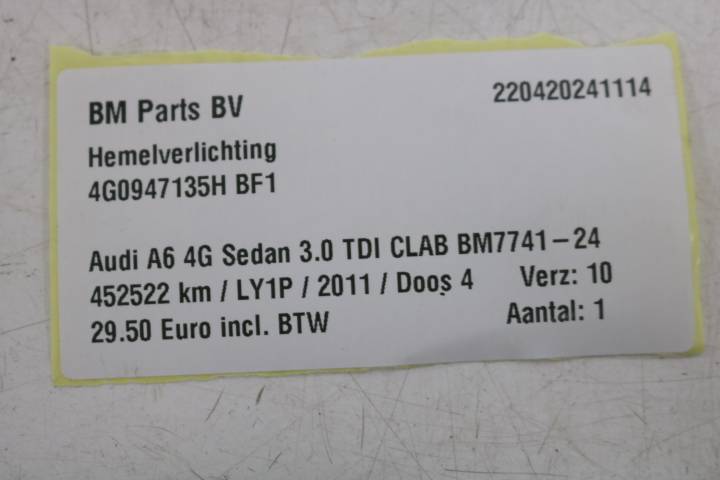 BM Parts BV 220420241114
Hemelverlichting
4G0947135H BF1
Audi A6 4G Sedan 3.0 TDI CLAB BM7741-24
452522 km / LY1P / 2011 / Doos 4 Verz: 10
29.50 Euro incl. BTW Aantal: 1